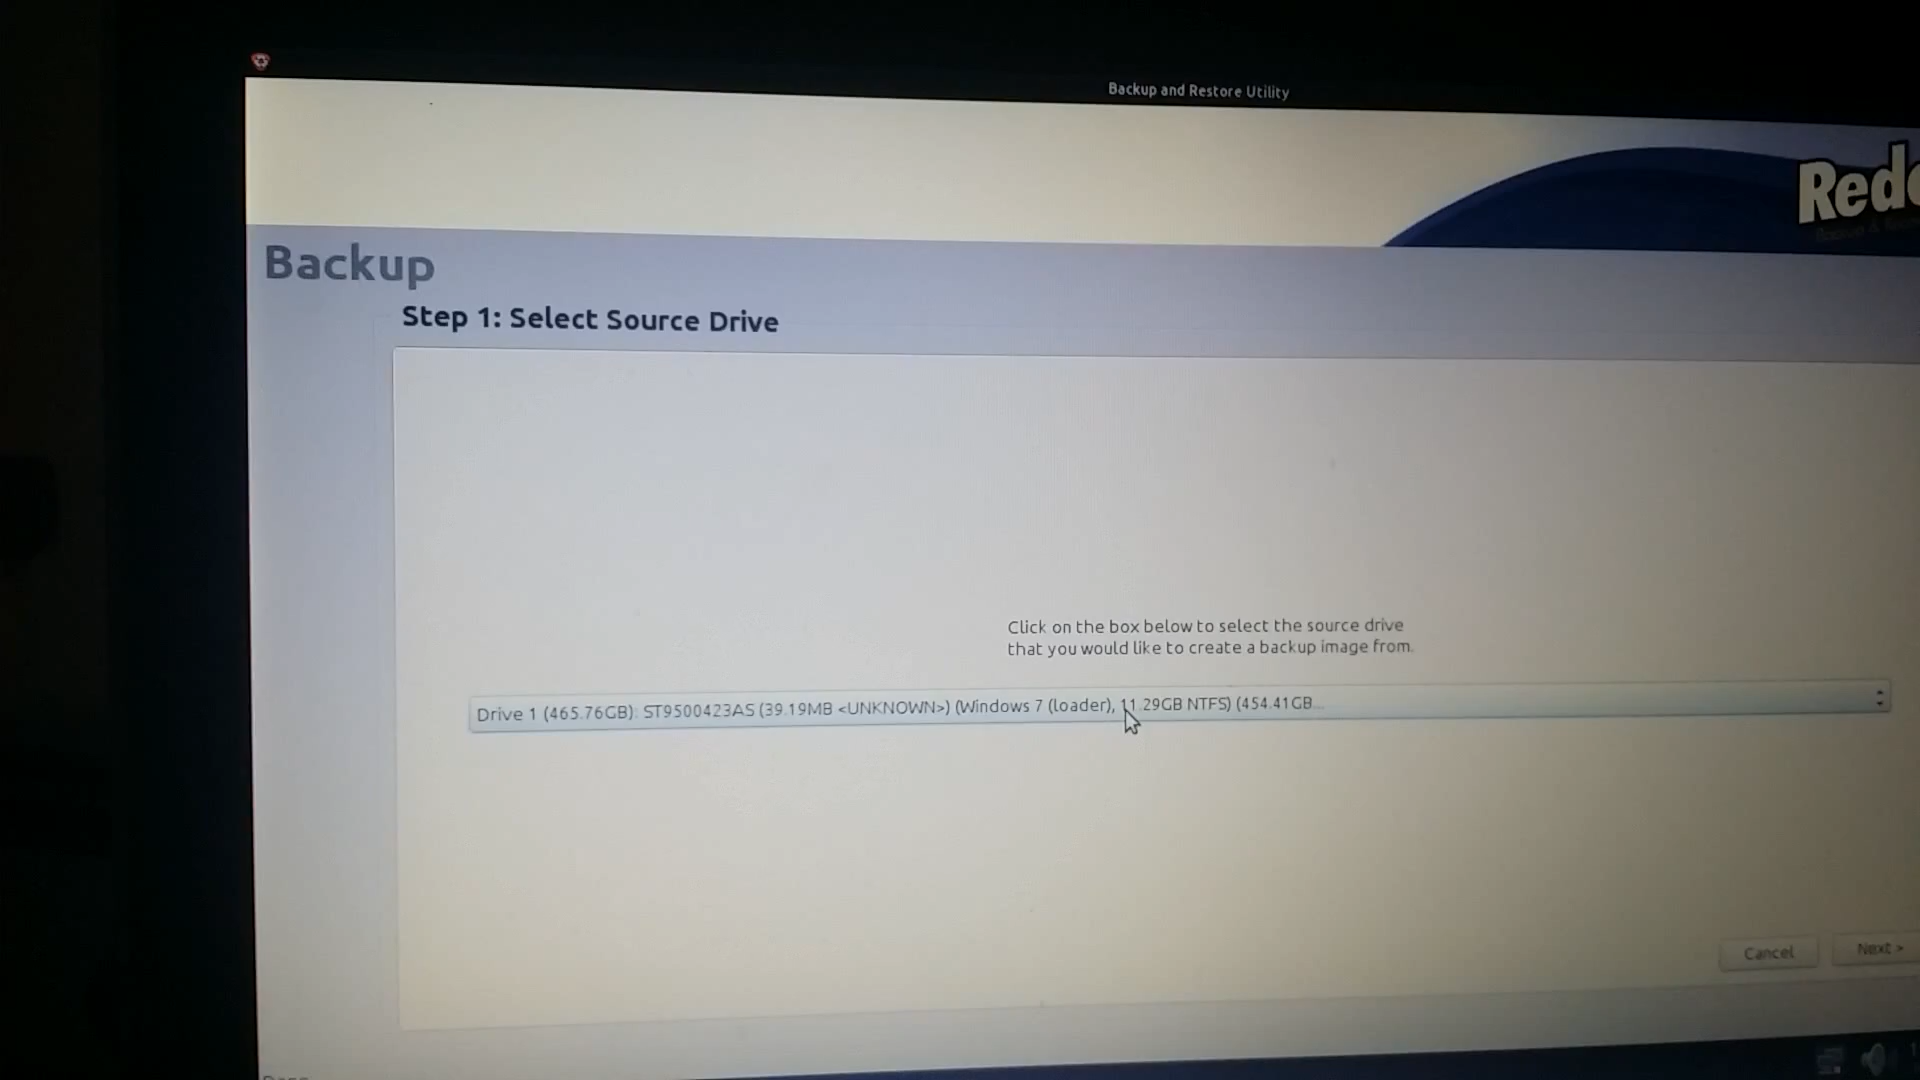 Backup and Restore Utility
Backup
Step 1: Select Source Drive
Click on the box below to select the source drive
that you would like to create a backup image from.
Drive 1 (465.76GB): ST9500423AS (39.19MB <UNKNOWN>) (Windows 7 (loader), 11.29GB NTFS) (454.41GB...
Cancel
Next >